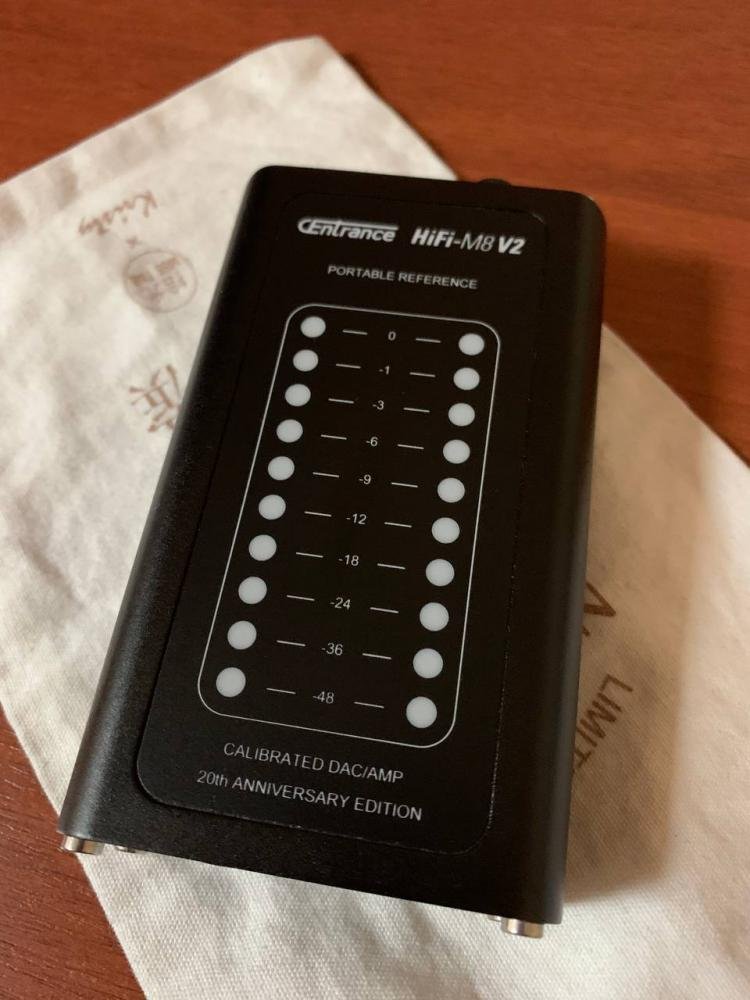 CEntrance HiFi-M8 V2
PORTABLE REFERENCE
0
-1
-3
-6
-9
-12
-18
-24
-36
-48
CALIBRATED DAC/AMP
20th ANNIVERSARY EDITION
×